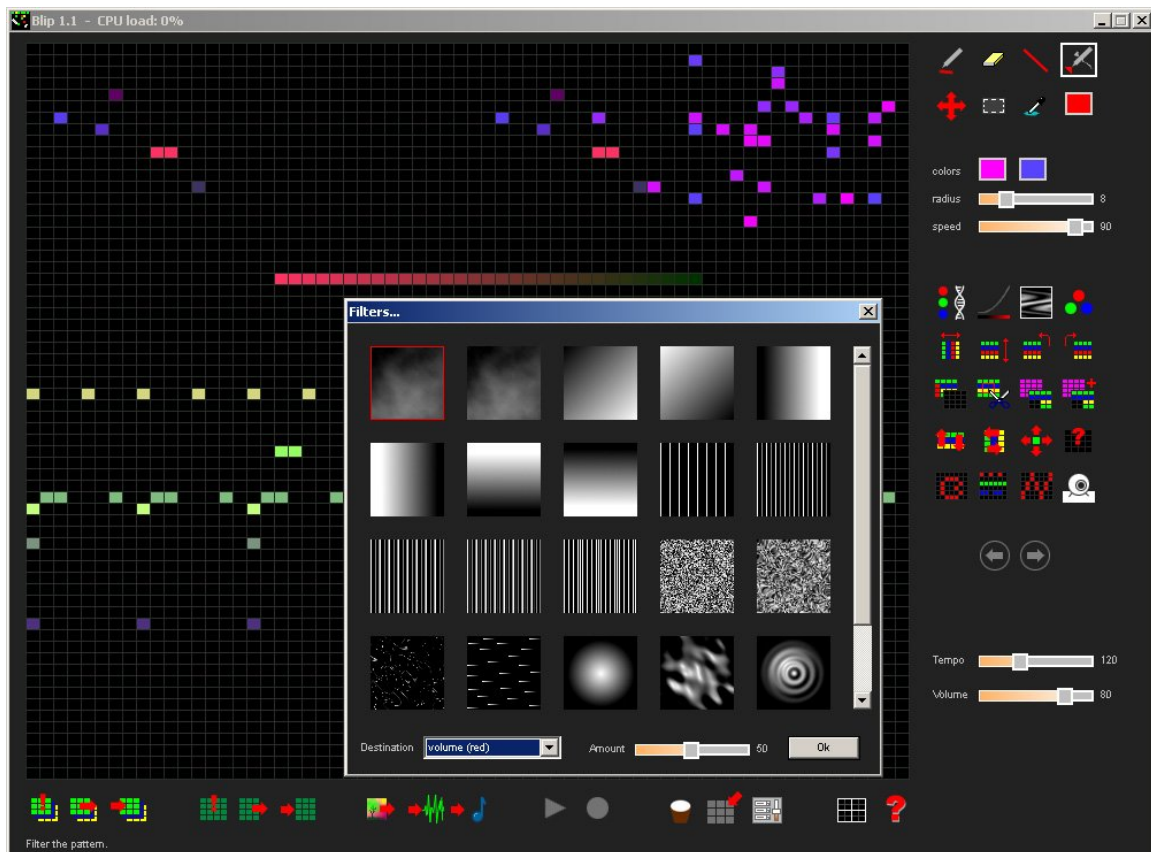 Blip 1.1 - CPU load: 0%
colors
radius 8
speed 90
Filters...
Destination volume (red) Amount 50 Ok
Tempo 120
Volume 80
Filter the pattern.